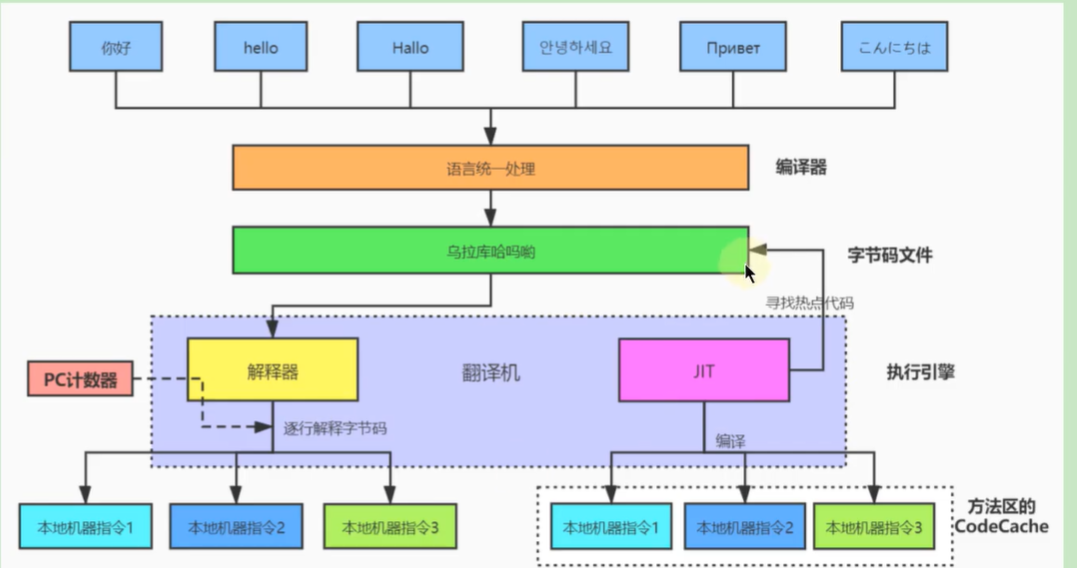 你好
hello
Hallo
안녕하세요
Привет
こんにちは
语言统一处理
编译器
乌拉库哈吗哟
字节码文件
寻找热点代码
PC计数器
解释器
翻译机
JIT
执行引擎
逐行解释字节码
编译
本地机器指令1
本地机器指令2
本地机器指令3
本地机器指令1
本地机器指令2
本地机器指令3
方法区的
CodeCache